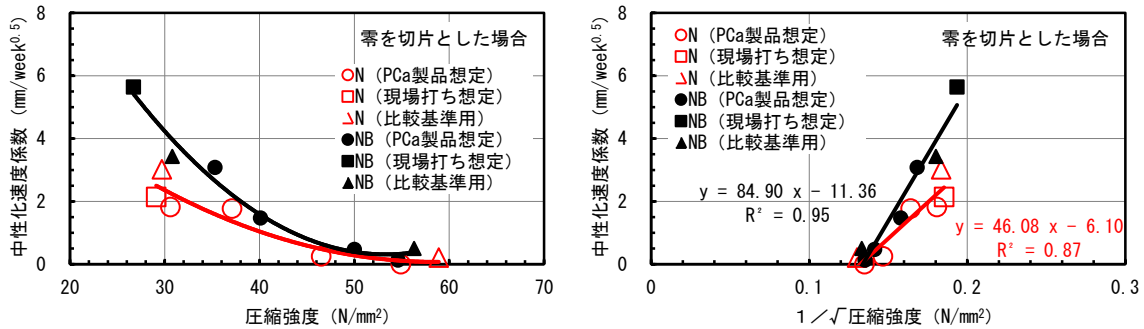 中性化速度係数（mm/week0.5）
8
6
4
2
0
零を切片とした場合
N（PCa製品想定）
N（現場打ち想定）
N（比較基準用）
NB（PCa製品想定）
NB（現場打ち想定）
NB（比較基準用）
20 30 40 50 60 70
圧縮強度（N/mm²）
中性化速度係数（mm/week0.5）
8
6
4
2
0
零を切片とした場合
N（PCa製品想定）
N（現場打ち想定）
N（比較基準用）
NB（PCa製品想定）
NB（現場打ち想定）
NB（比較基準用）
y = 84.90 x - 11.36
R² = 0.95
y = 46.08 x - 6.10
R² = 0.87
0 0.1 0.2 0.3
１／√圧縮強度（N/mm²）